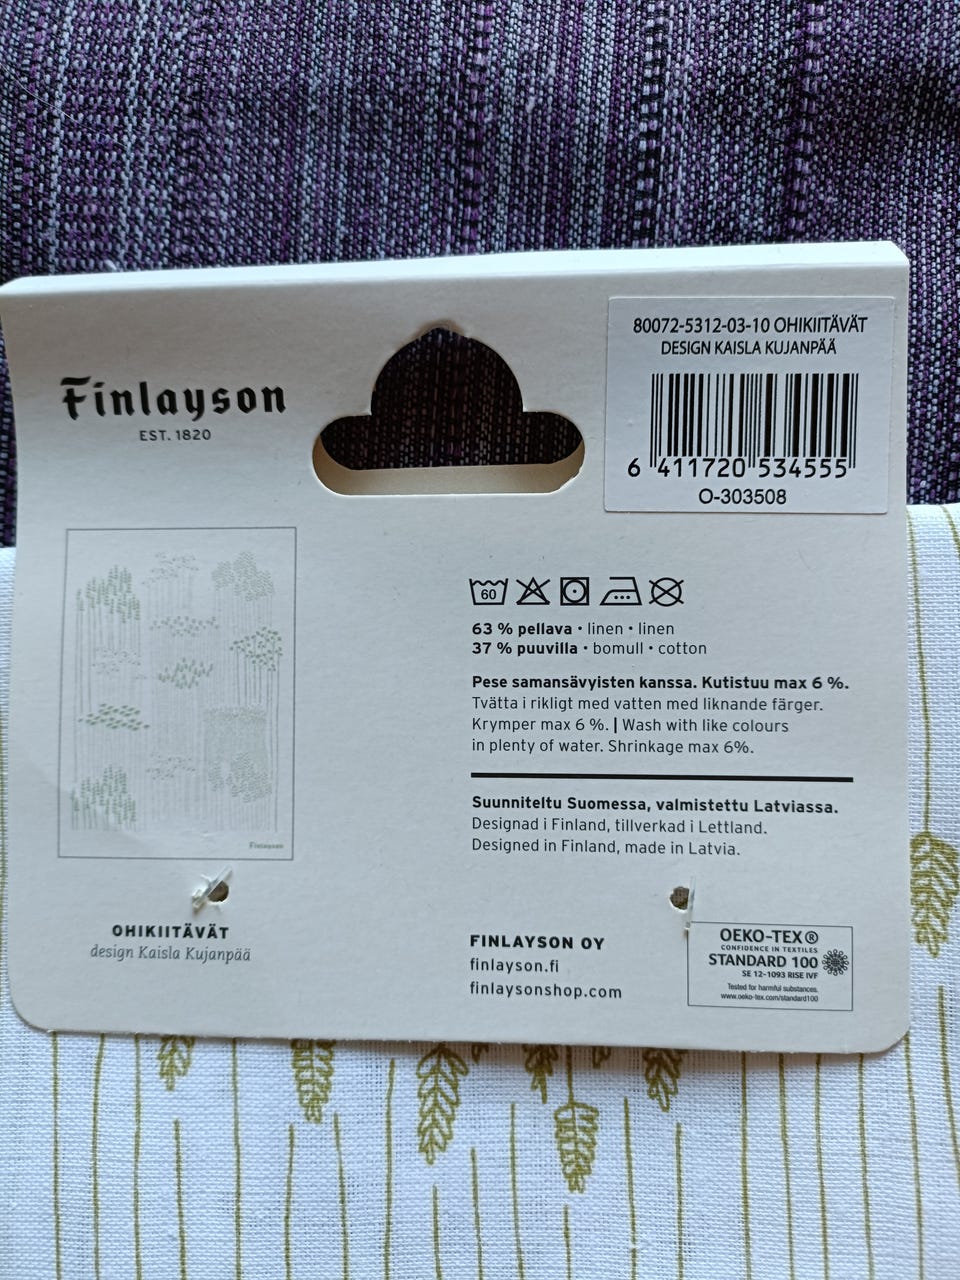 80072-5312-03-10 OHIKIITÄVÄT
DESIGN KAISLA KUJANPÄÄ
6 411720 534555
O-303508
Finlayson
EST. 1820
Finlayson
OHIKIITÄVÄT
design Kaisla Kujanpää
60
63 % pellava • linen • linen
37 % puuvilla • bomull • cotton
Pese samansävyisten kanssa. Kutistuu max 6 %.
Tvätta i rikligt med vatten med liknande färger.
Krymper max 6 %. | Wash with like colours
in plenty of water. Shrinkage max 6%.
Suunniteltu Suomessa, valmistettu Latviassa.
Designad i Finland, tillverkad i Lettland.
Designed in Finland, made in Latvia.
FINLAYSON OY
finlayson.fi
finlaysonshop.com
OEKO-TEX®
CONFIDENCE IN TEXTILES
STANDARD 100
SE 12-1093 RISE IVF
Tested for harmful substances.
www.oeko-tex.com/standard100